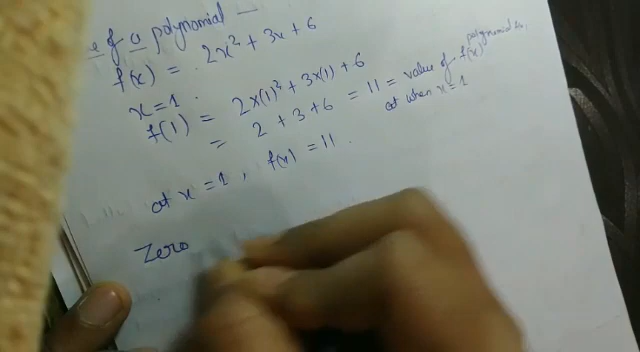 of a polynomial —
f(x) = 2x² + 3x + 6
x = 1.
f(1) = 2×(1)² + 3×(1) + 6
= 2 + 3 + 6 = 11 = value of f(x) polynomial
at when x = 1
at x = 1, f(x) = 11.
Zero